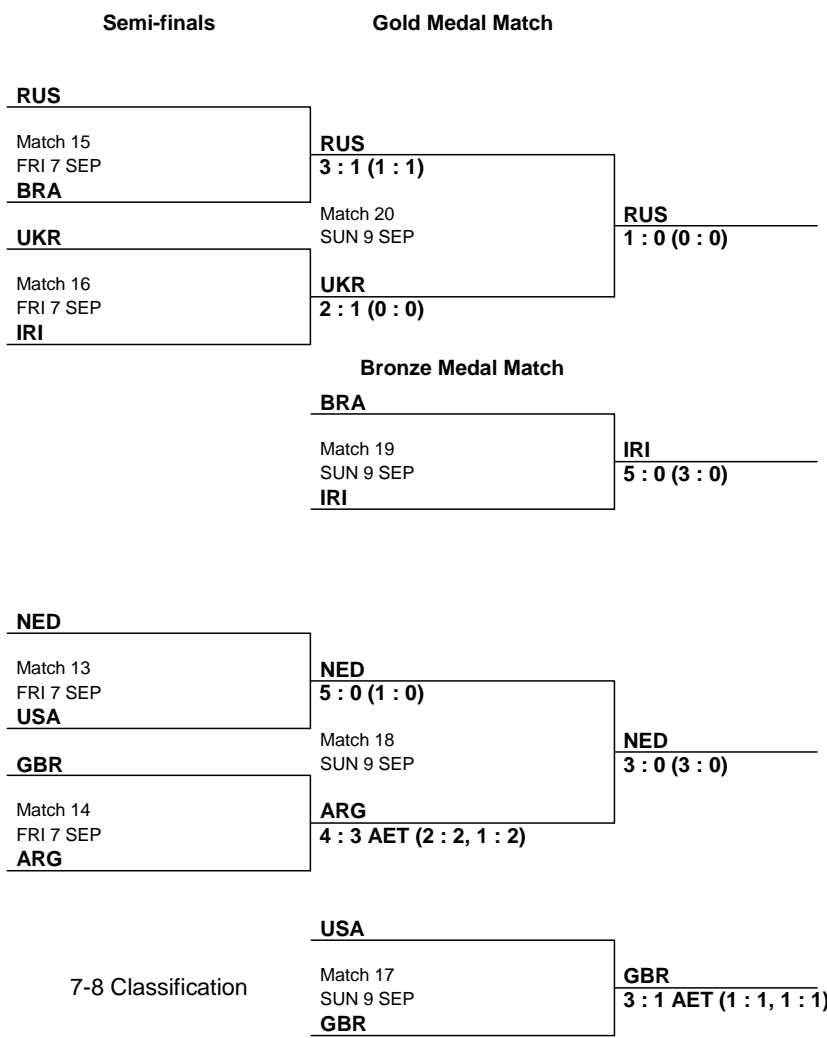 Semi-finals Gold Medal Match
RUS
Match 15
FRI 7 SEP
BRA
RUS
3 : 1 (1 : 1)
UKR
Match 16
FRI 7 SEP
IRI
UKR
2 : 1 (0 : 0)
Match 20
SUN 9 SEP
RUS
1 : 0 (0 : 0)
Bronze Medal Match
BRA
Match 19
SUN 9 SEP
IRI
IRI
5 : 0 (3 : 0)
NED
Match 13
FRI 7 SEP
USA
NED
5 : 0 (1 : 0)
GBR
Match 14
FRI 7 SEP
ARG
ARG
4 : 3 AET (2 : 2, 1 : 2)
Match 18
SUN 9 SEP
NED
3 : 0 (3 : 0)
7-8 Classification
USA
Match 17
SUN 9 SEP
GBR
GBR
3 : 1 AET (1 : 1, 1 : 1)